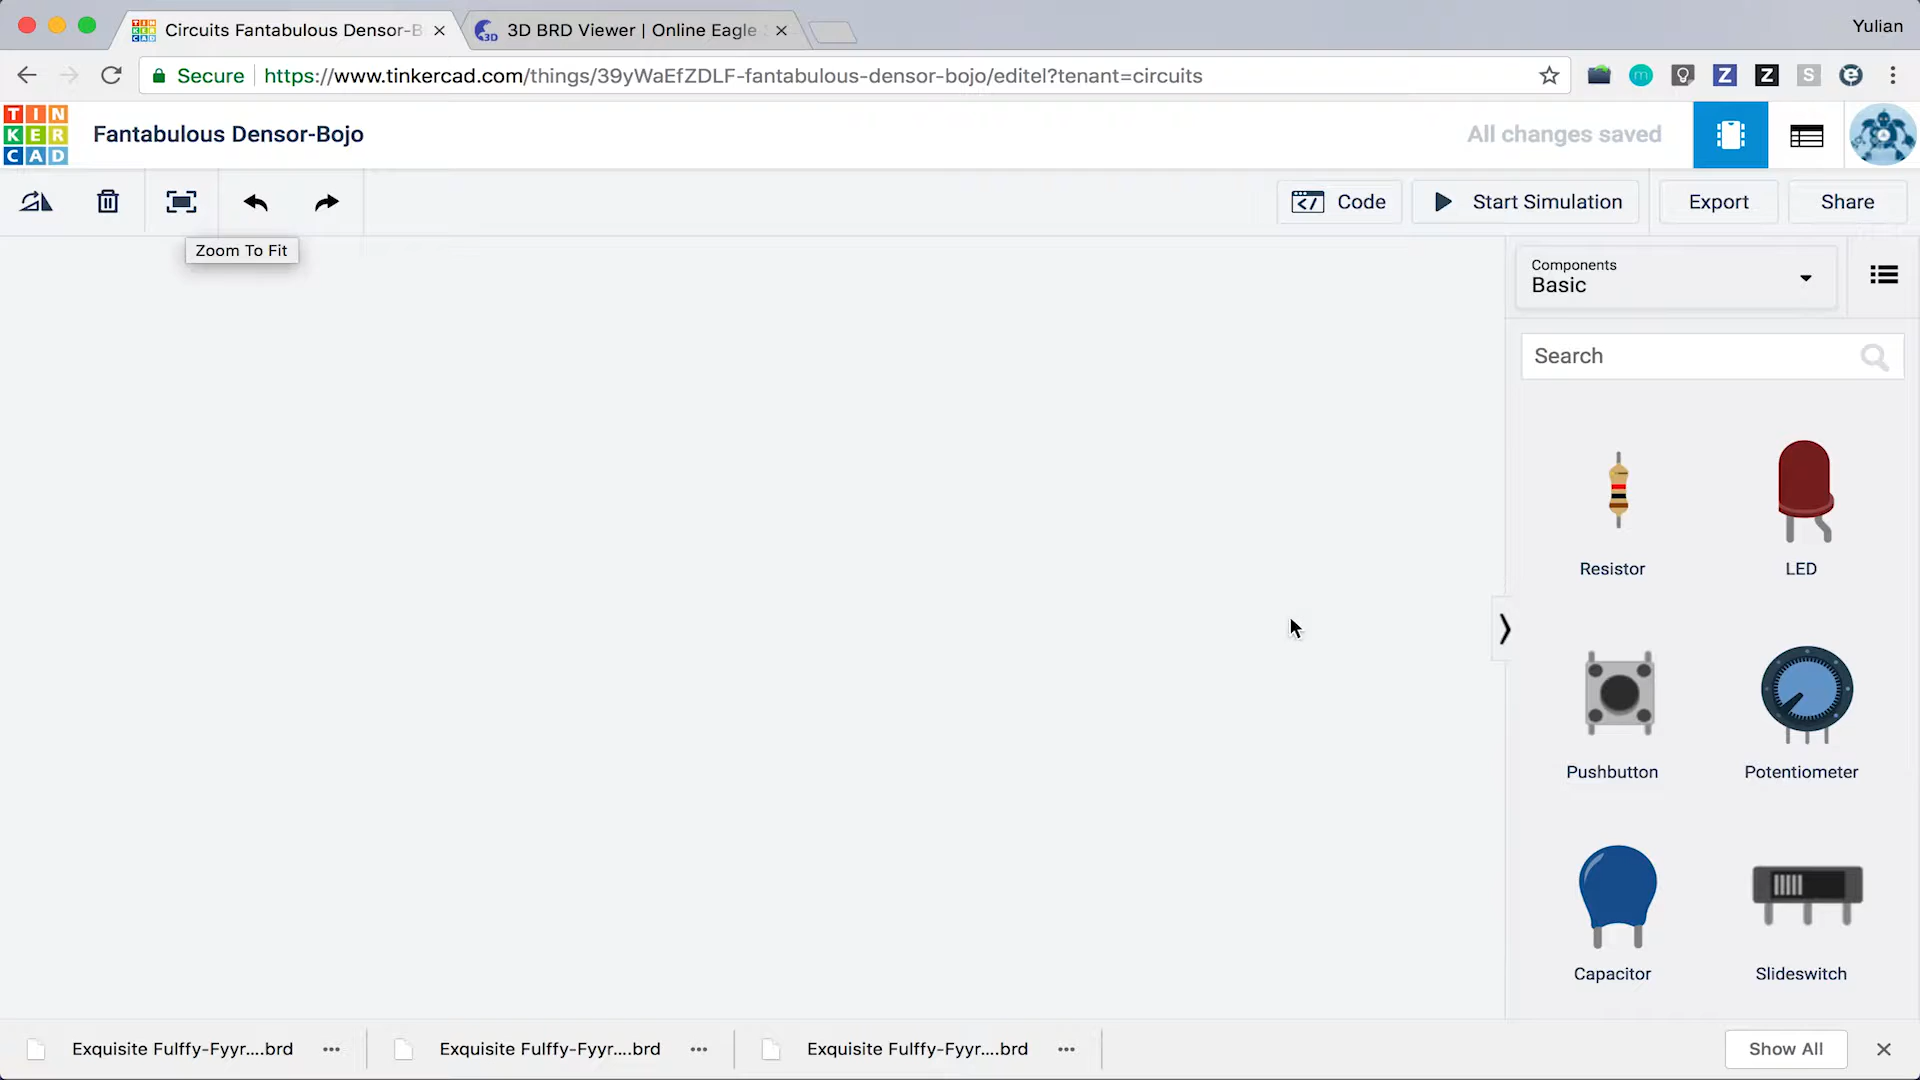 Circuits Fantabulous Densor-B
3D BRD Viewer | Online Eagle
Yulian
Secure
https://www.tinkercad.com/things/39yWaEfZDLF-fantabulous-densor-bojo/editel?tenant=circuits
TIN
KER
CAD
Fantabulous Densor-Bojo
All changes saved
Code
Start Simulation
Export
Share
Zoom To Fit
Components
Basic
Search
Resistor
LED
Pushbutton
Potentiometer
Capacitor
Slideswitch
Exquisite Fulffy-Fyyr....brd
Exquisite Fulffy-Fyyr....brd
Exquisite Fulffy-Fyyr....brd
Show All